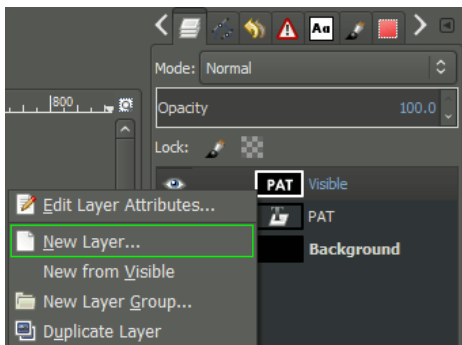 Aa
Mode: Normal
800
Opacity 100.0
Lock:
PAT Visible
Edit Layer Attributes...
T PAT
New Layer...
Background
New from Visible
New Layer Group...
Duplicate Layer